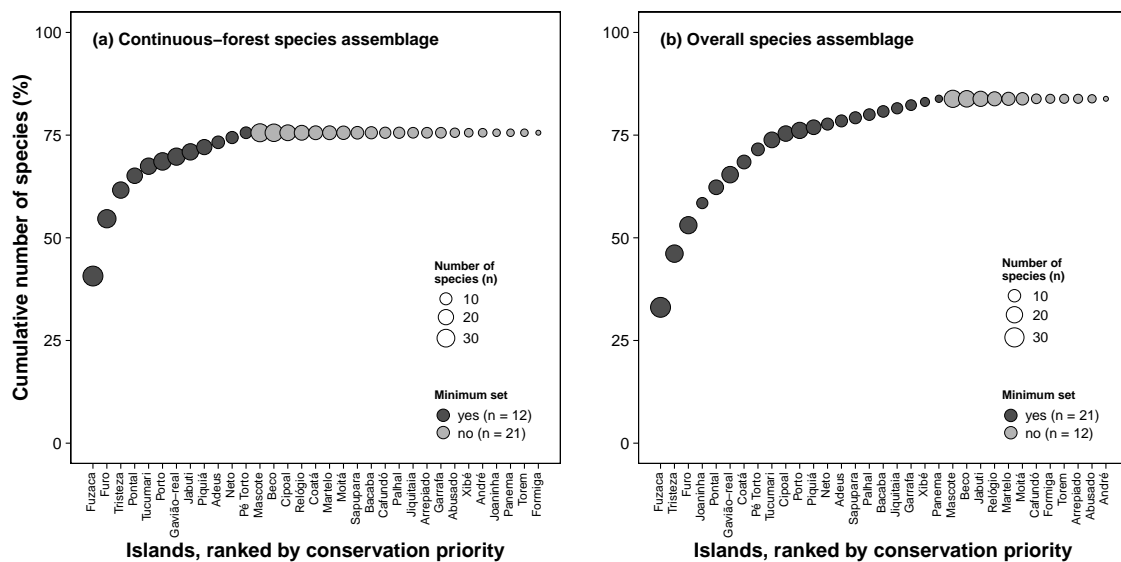 Cumulative number of species (%)
100
75
50
25
0
(a) Continuous−forest species assemblage
Number of
species (n)
10
20
30
Minimum set
yes (n = 12)
no (n = 21)
Fuzaca
Furo
Tristeza
Pontal
Tucumari
Porto
Gavião−real
Jabuti
Piquiá
Adeus
Neto
Pé Torto
Mascote
Beco
Cipoal
Relógio
Coatá
Martelo
Moitá
Sapupara
Bacaba
Cafundó
Palhal
Jiquitaia
Arrepiado
Garrafa
Abusado
Xibé
André
Joaninha
Panema
Torem
Formiga
Islands, ranked by conservation priority
100
75
50
25
0
(b) Overall species assemblage
Number of
species (n)
10
20
30
Minimum set
yes (n = 21)
no (n = 12)
Fuzaca
Tristeza
Furo
Joaninha
Pontal
Gavião−real
Coatá
Pé Torto
Tucumari
Cipoal
Porto
Piquiá
Neto
Adeus
Sapupara
Palhal
Bacaba
Jiquitaia
Garrafa
Xibé
Panema
Mascote
Beco
Jabuti
Relógio
Martelo
Moitá
Cafundó
Formiga
Torem
Arrepiado
Abusado
André
Islands, ranked by conservation priority